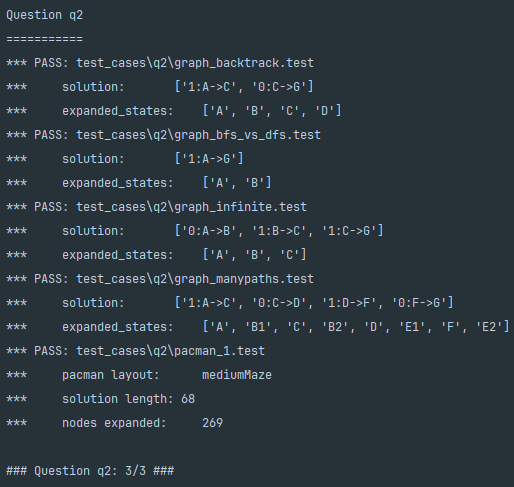 Question q2
===========
*** PASS: test_cases\q2\graph_backtrack.test
***     solution:       ['1:A->C', '0:C->G']
***     expanded_states:    ['A', 'B', 'C', 'D']
*** PASS: test_cases\q2\graph_bfs_vs_dfs.test
***     solution:       ['1:A->G']
***     expanded_states:    ['A', 'B']
*** PASS: test_cases\q2\graph_infinite.test
***     solution:       ['0:A->B', '1:B->C', '1:C->G']
***     expanded_states:    ['A', 'B', 'C']
*** PASS: test_cases\q2\graph_manypaths.test
***     solution:       ['1:A->C', '0:C->D', '1:D->F', '0:F->G']
***     expanded_states:    ['A', 'B1', 'C', 'B2', 'D', 'E1', 'F', 'E2']
*** PASS: test_cases\q2\pacman_1.test
***     pacman layout:      mediumMaze
***     solution length: 68
***     nodes expanded:     269
### Question q2: 3/3 ###